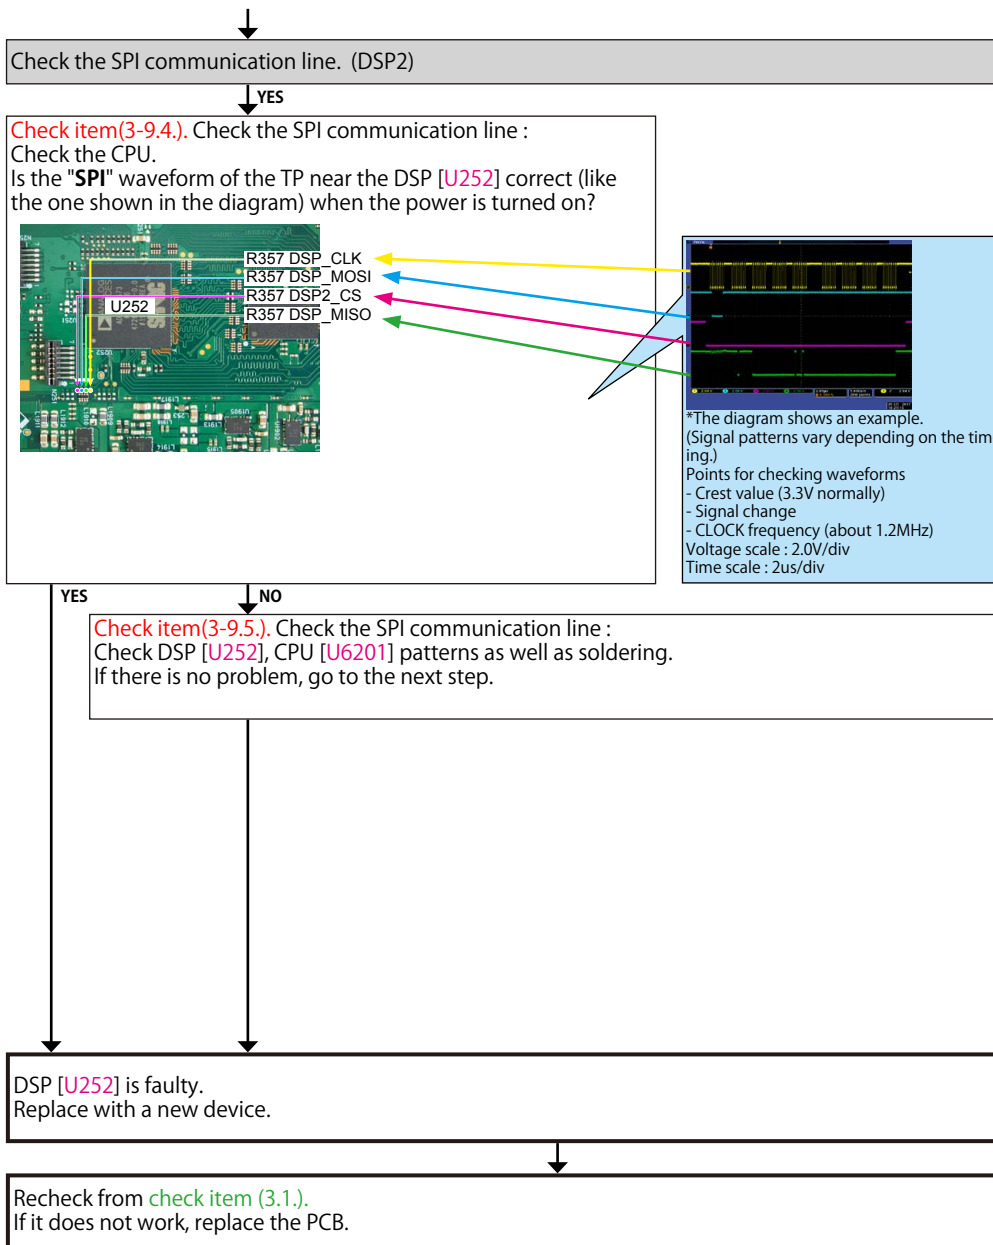 Check the SPI communication line. (DSP2)
YES
Check item(3-9.4.). Check the SPI communication line :
Check the CPU.
Is the "SPI" waveform of the TP near the DSP [U252] correct (like
the one shown in the diagram) when the power is turned on?
R357 DSP_CLK
R357 DSP_MOSI
R357 DSP2_CS
R357 DSP_MISO
U252
*The diagram shows an example.
(Signal patterns vary depending on the tim
ing.)
Points for checking waveforms
- Crest value (3.3V normally)
- Signal change
- CLOCK frequency (about 1.2MHz)
Voltage scale : 2.0V/div
Time scale : 2us/div
YES
NO
Check item(3-9.5.). Check the SPI communication line :
Check DSP [U252], CPU [U6201] patterns as well as soldering.
If there is no problem, go to the next step.
DSP [U252] is faulty.
Replace with a new device.
Recheck from check item (3.1.).
If it does not work, replace the PCB.